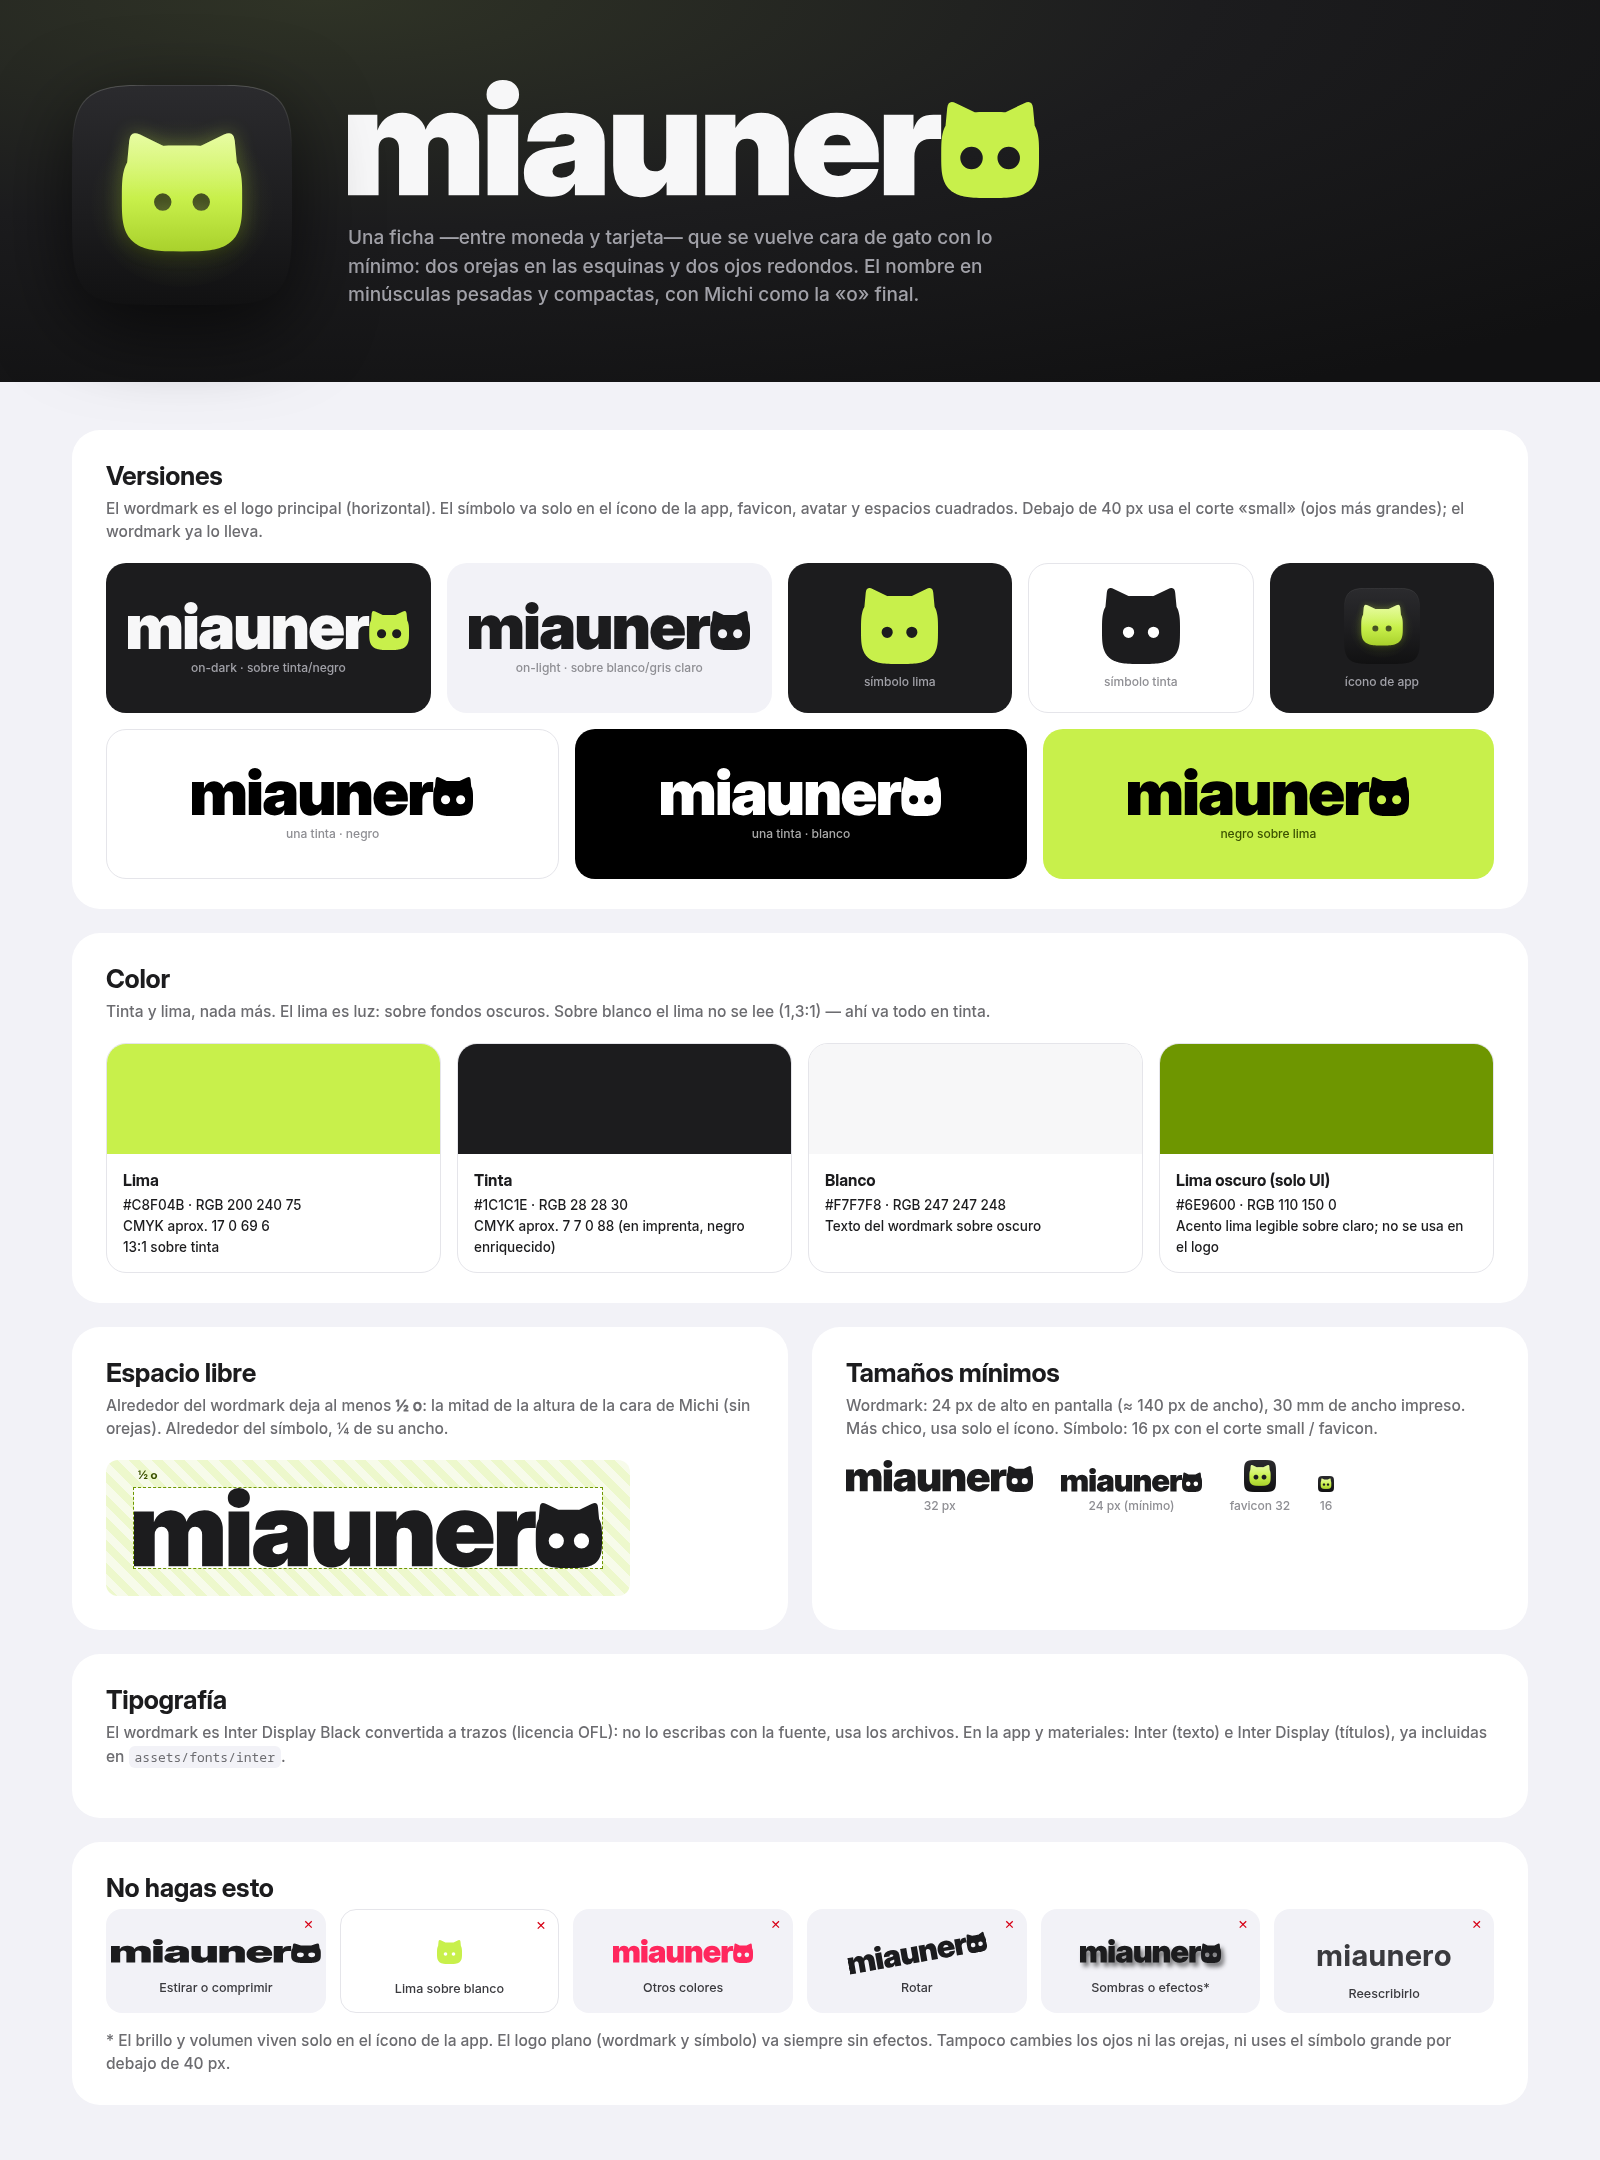 miauner
Una ficha —entre moneda y tarjeta— que se vuelve cara de gato con lo
mínimo: dos orejas en las esquinas y dos ojos redondos. El nombre en
minúsculas pesadas y compactas, con Michi como la «o» final.
Versiones
El wordmark es el logo principal (horizontal). El símbolo va solo en el ícono de la app, favicon, avatar y espacios cuadrados. Debajo de 40 px usa el corte «small» (ojos más grandes); el
wordmark ya lo lleva.
miauner
on-dark · sobre tinta/negro
miauner
on-light · sobre blanco/gris claro
símbolo lima
símbolo tinta
ícono de app
miauner
una tinta · negro
miauner
una tinta · blanco
miauner
negro sobre lima
Color
Tinta y lima, nada más. El lima es luz: sobre fondos oscuros. Sobre blanco el lima no se lee (1,3:1) — ahí va todo en tinta.
Lima
#C8F04B · RGB 200 240 75
CMYK aprox. 17 0 69 6
13:1 sobre tinta
Tinta
#1C1C1E · RGB 28 28 30
CMYK aprox. 7 7 0 88 (en imprenta, negro
enriquecido)
Blanco
#F7F7F8 · RGB 247 247 248
Texto del wordmark sobre oscuro
Lima oscuro (solo UI)
#6E9600 · RGB 110 150 0
Acento lima legible sobre claro; no se usa en
el logo
Espacio libre
Alrededor del wordmark deja al menos ½ o: la mitad de la altura de la cara de Michi (sin
orejas). Alrededor del símbolo, ¼ de su ancho.
½ o
miauner
Tamaños mínimos
Wordmark: 24 px de alto en pantalla (≈ 140 px de ancho), 30 mm de ancho impreso.
Más chico, usa solo el ícono. Símbolo: 16 px con el corte small / favicon.
miauner
32 px
miauner
24 px (mínimo)
favicon 32
16
Tipografía
El wordmark es Inter Display Black convertida a trazos (licencia OFL): no lo escribas con la fuente, usa los archivos. En la app y materiales: Inter (texto) e Inter Display (títulos), ya incluidas
en assets/fonts/inter.
No hagas esto
×
miauner
Estirar o comprimir
×
Lima sobre blanco
×
miauner
Otros colores
×
miauner
Rotar
×
miauner
Sombras o efectos*
×
miaunero
Reescribirlo
* El brillo y volumen viven solo en el ícono de la app. El logo plano (wordmark y símbolo) va siempre sin efectos. Tampoco cambies los ojos ni las orejas, ni uses el símbolo grande por
debajo de 40 px.